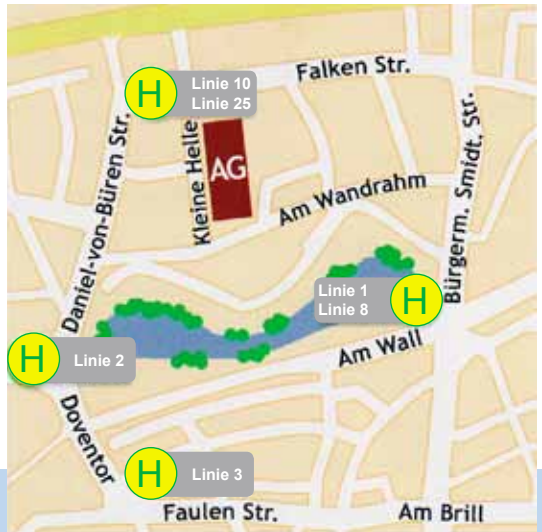 H
Linie 10
Linie 25
Falken Str.
Kleine Helle
AG
Daniel-von-Büren Str.
Am Wandrahm
Bürgerm. Smidt. Str.
Linie 1
Linie 8
H
Am Wall
H
Linie 2
Doventor
H
Linie 3
Faulen Str.
Am Brill